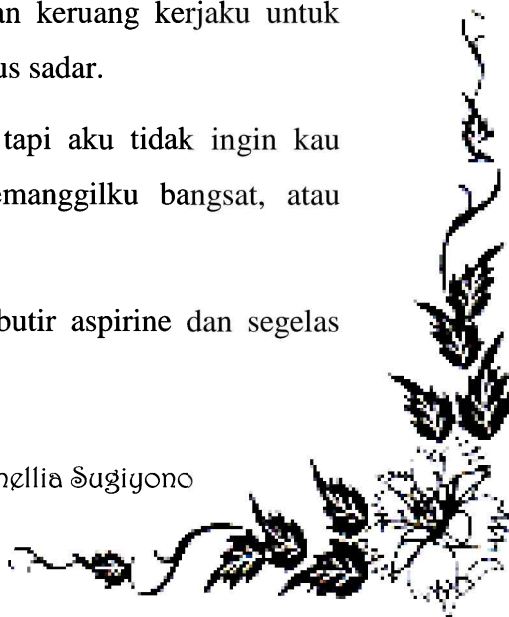 an keruang kerjaku untuk
us sadar.
tapi aku tidak ingin kau
emanggilku bangsat, atau
butir aspirine dan segelas
nellia Sugiyono